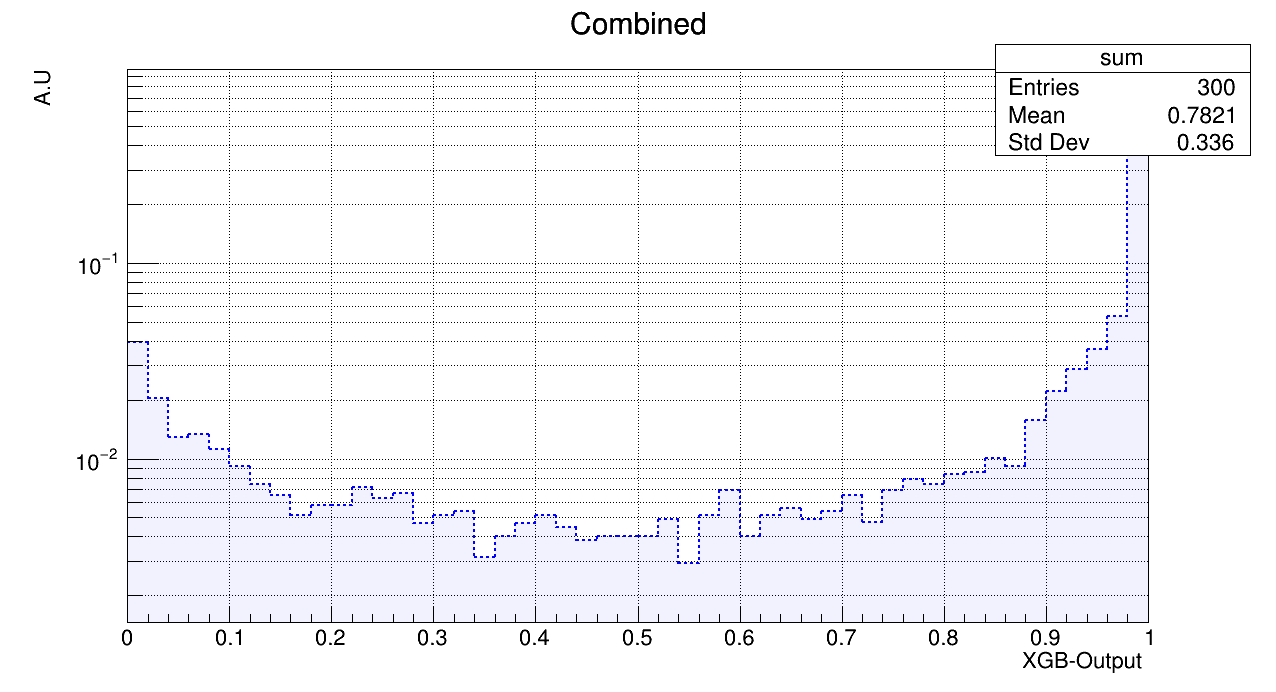 Combined
A.U
sum
Entries 300
Mean 0.7821
Std Dev 0.336
10⁻¹
10⁻²
0 0.1 0.2 0.3 0.4 0.5 0.6 0.7 0.8 0.9 1
XGB-Output